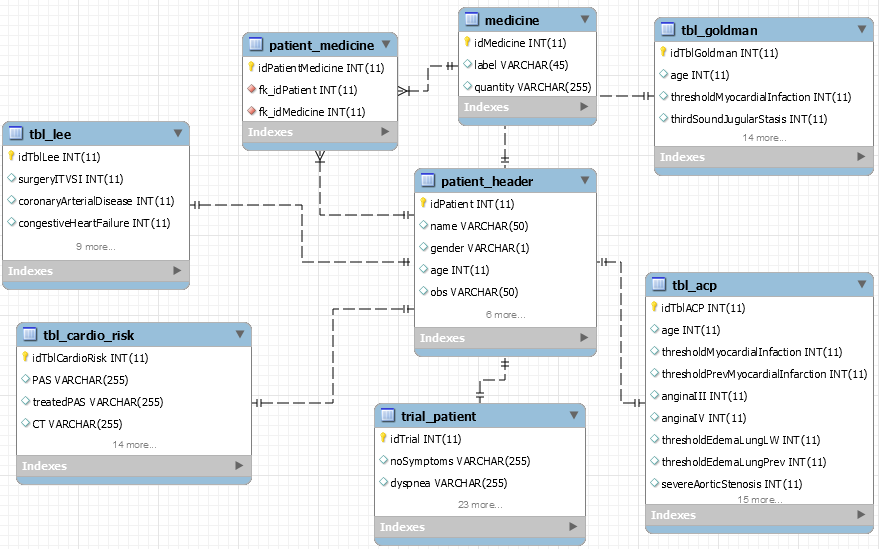 patient_medicine
idPatientMedicine INT(11)
fk_idPatient INT(11)
fk_idMedicine INT(11)
Indexes
medicine
idMedicine INT(11)
label VARCHAR(45)
quantity VARCHAR(255)
Indexes
tbl_goldman
idTblGoldman INT(11)
age INT(11)
thresholdMyocardialInfaction INT(11)
thirdSoundJugularStasis INT(11)
14 more...
Indexes
tbl_lee
idTblLee INT(11)
surgeryITVSI INT(11)
coronaryArterialDisease INT(11)
congestiveHeartFailure INT(11)
9 more...
Indexes
patient_header
idPatient INT(11)
name VARCHAR(50)
gender VARCHAR(1)
age INT(11)
obs VARCHAR(50)
6 more...
Indexes
tbl_acp
idTblACP INT(11)
age INT(11)
thresholdMyocardialInfaction INT(11)
thresholdPrevMyocardialInfarction INT(11)
anginaIII INT(11)
anginaIV INT(11)
thresholdEdemaLungLW INT(11)
thresholdEdemaLungPrev INT(11)
severeAorticStenosis INT(11)
15 more...
Indexes
tbl_cardio_risk
idTblCardioRisk INT(11)
PAS VARCHAR(255)
treatedPAS VARCHAR(255)
CT VARCHAR(255)
14 more...
Indexes
trial_patient
idTrial INT(11)
noSymptoms VARCHAR(255)
dyspnea VARCHAR(255)
23 more...
Indexes